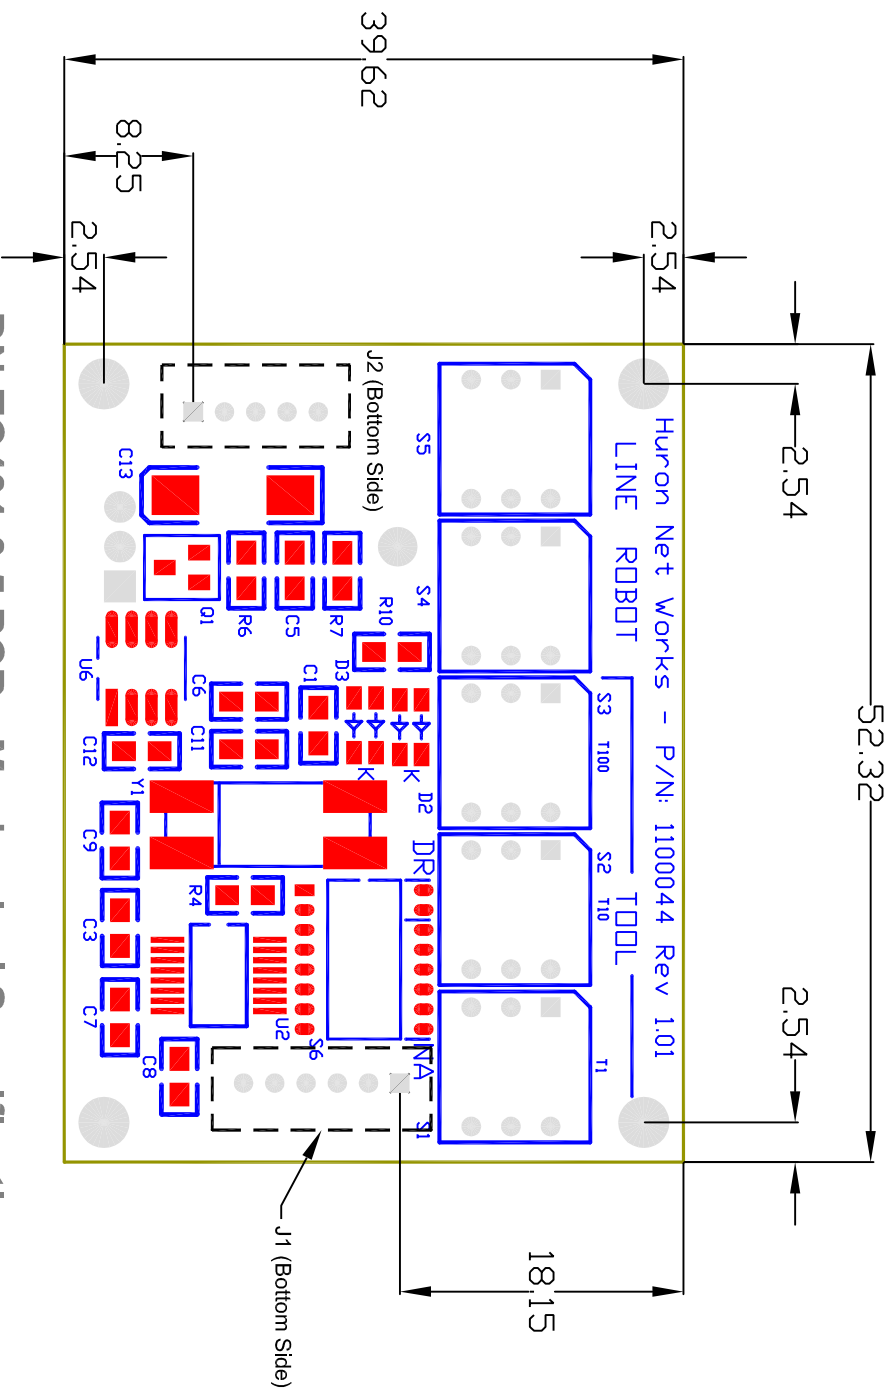 52.32
2.54
2.54
2.54
2.54
39.62
8.25
18.15
Huron Net Works - P/N: 1100044 Rev 1.01
LINE ROBOT
TOOL
S3
T100
S2
T10
T1
S5
S4
D2
DR
NA
S1
J2 (Bottom Side)
R10
D3
K
K
C13
Q1
R6
C5
R7
C1
C6
C11
U6
C12
Y1
R4
C9
C3
C7
C8
U2
S6
J1 (Bottom Side)